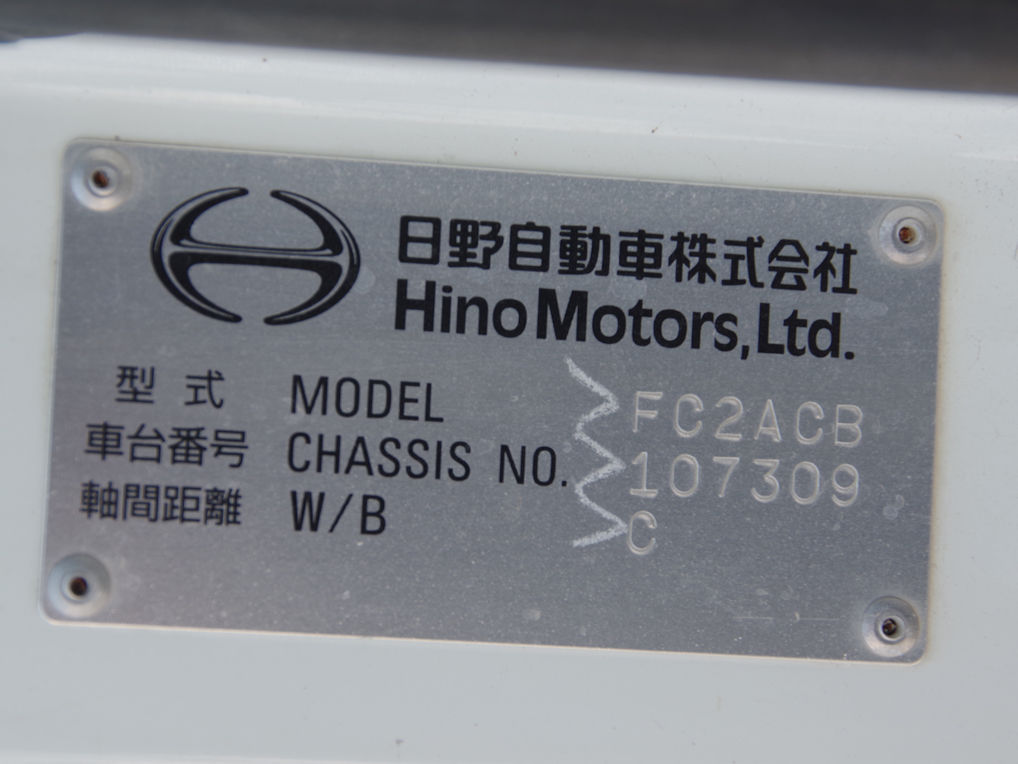 日野自動車株式会社
Hino Motors, Ltd.
型式 MODEL FC2ACB
車台番号 CHASSIS NO. 107309
軸間距離 W/B C